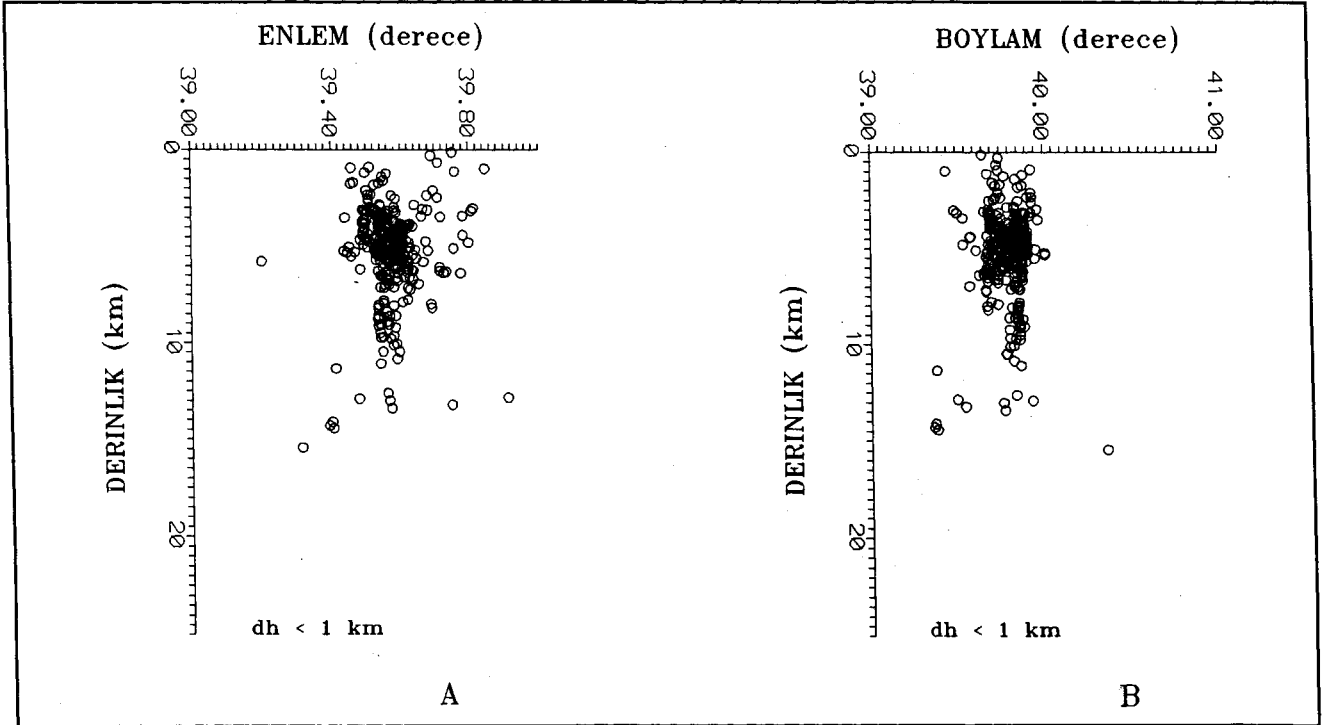 ENLEM (derece)
39.00
39.40
39.80
0
10
20
DERINLIK (km)
dh < 1 km
A
BOYLAM (derece)
39.00
40.00
41.00
0
10
20
DERINLIK (km)
dh < 1 km
B